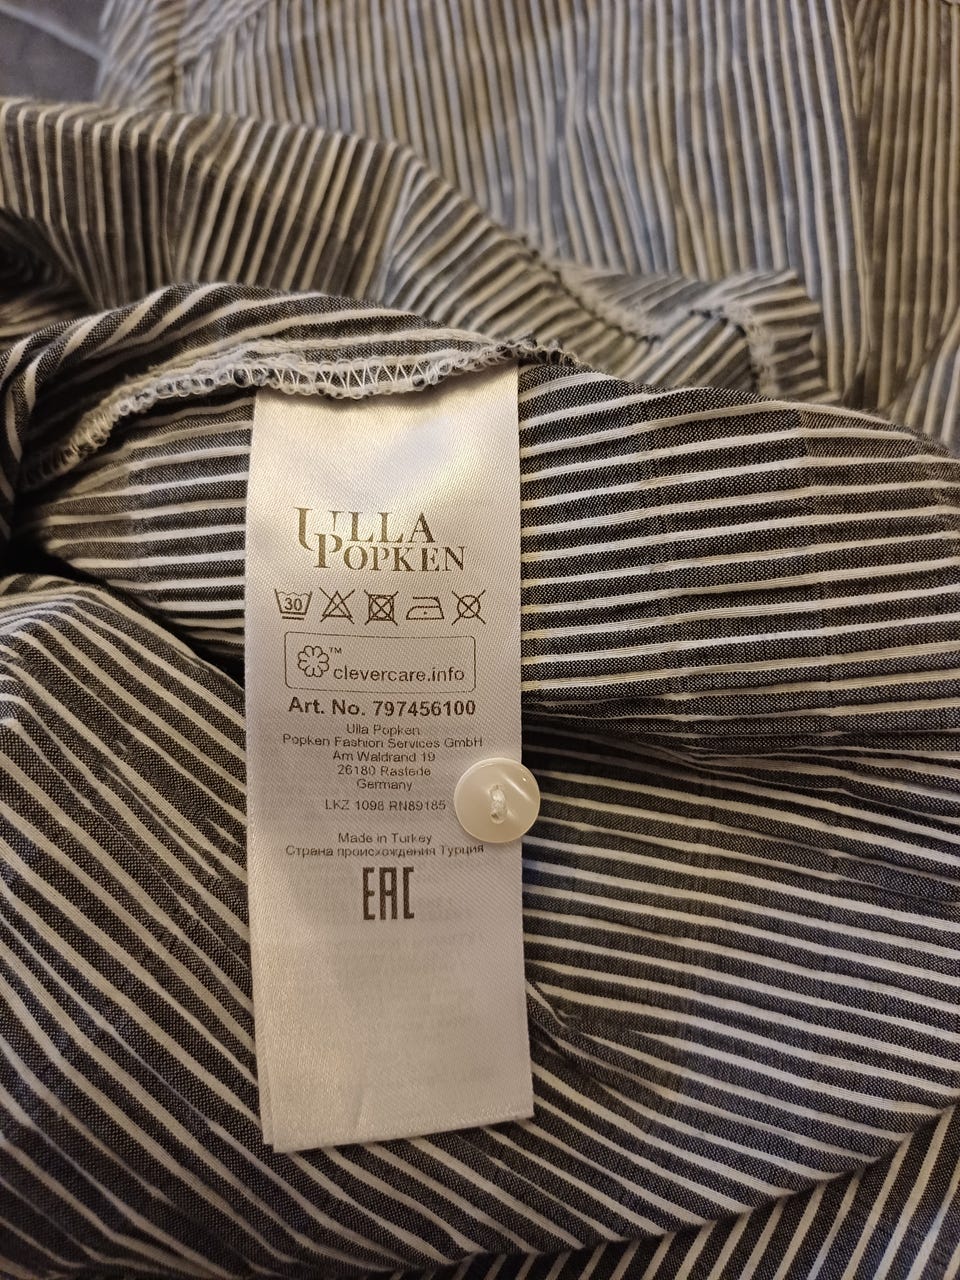 ULLA
POPKEN
30
clevercare.info
Art. No. 797456100
Ulla Popken
Popken Fashion Services GmbH
Am Waldrand 19
26180 Rastede
Germany
LKZ 1098 RN89185
Made in Turkey
Страна происхождения Турция
EAC